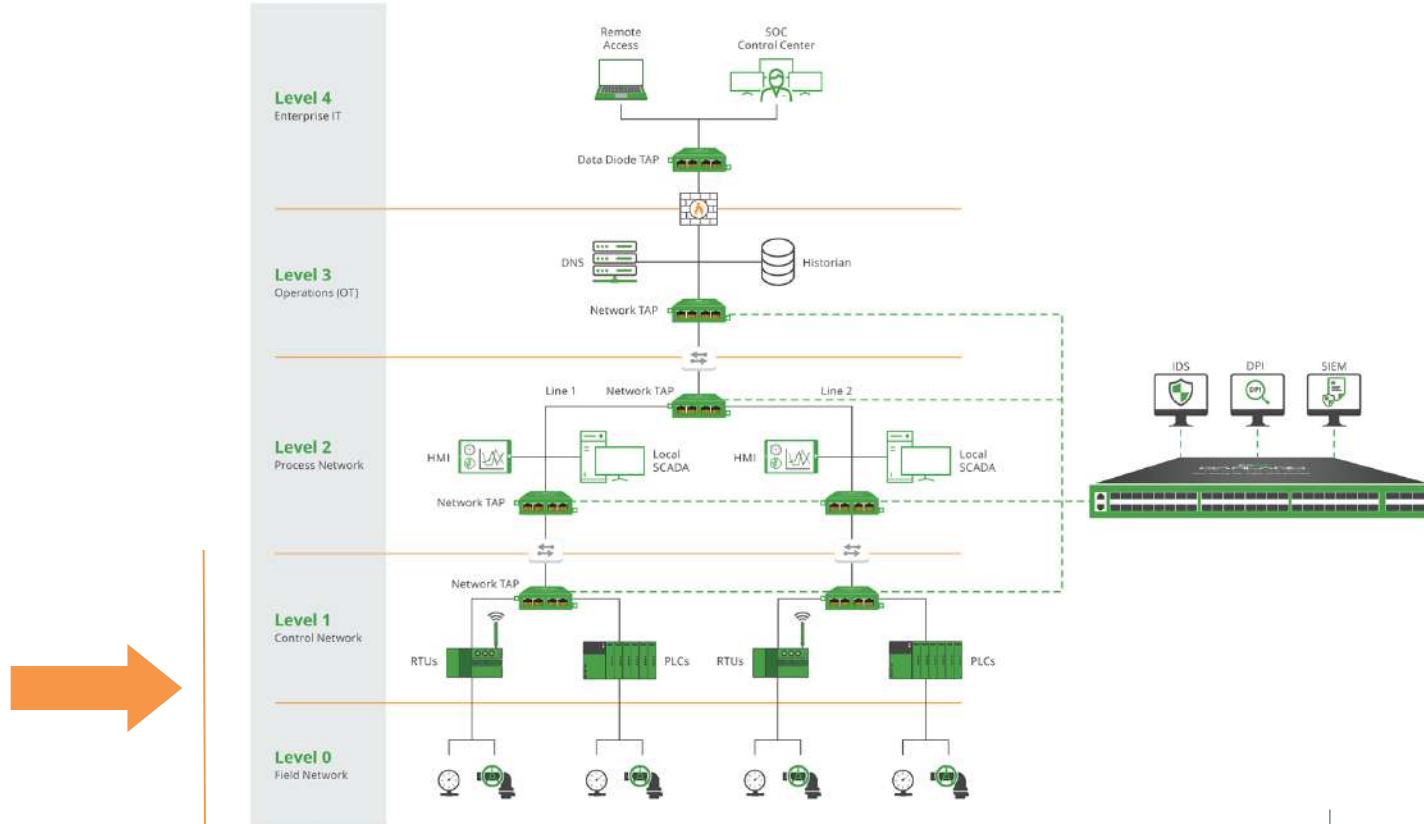 Remote
Access
SOC
Control Center
Level 4
Enterprise IT
Data Diode TAP
DNS
Historian
Level 3
Operations (OT)
Network TAP
Line 1
Network TAP
Line 2
IDS
DPI
SIEM
DPI
Level 2
Process Network
HMI
Local
SCADA
HMI
Local
SCADA
Network TAP
Network TAP
Level 1
Control Network
RTUs
PLCs
RTUs
PLCs
Level 0
Field Network